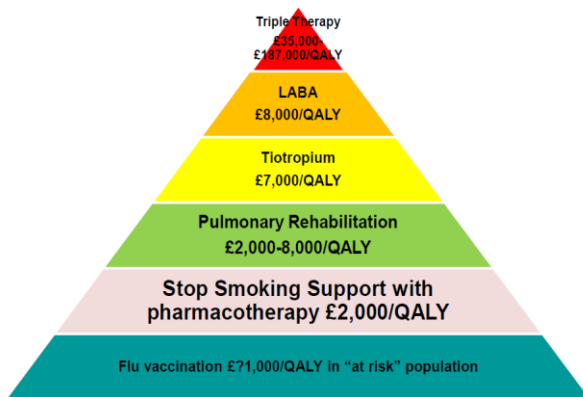 Triple Therapy
£35,000-
£187,000/QALY
LABA
£8,000/QALY
Tiotropium
£7,000/QALY
Pulmonary Rehabilitation
£2,000-8,000/QALY
Stop Smoking Support with
pharmacotherapy £2,000/QALY
Flu vaccination £?1,000/QALY in “at risk” population